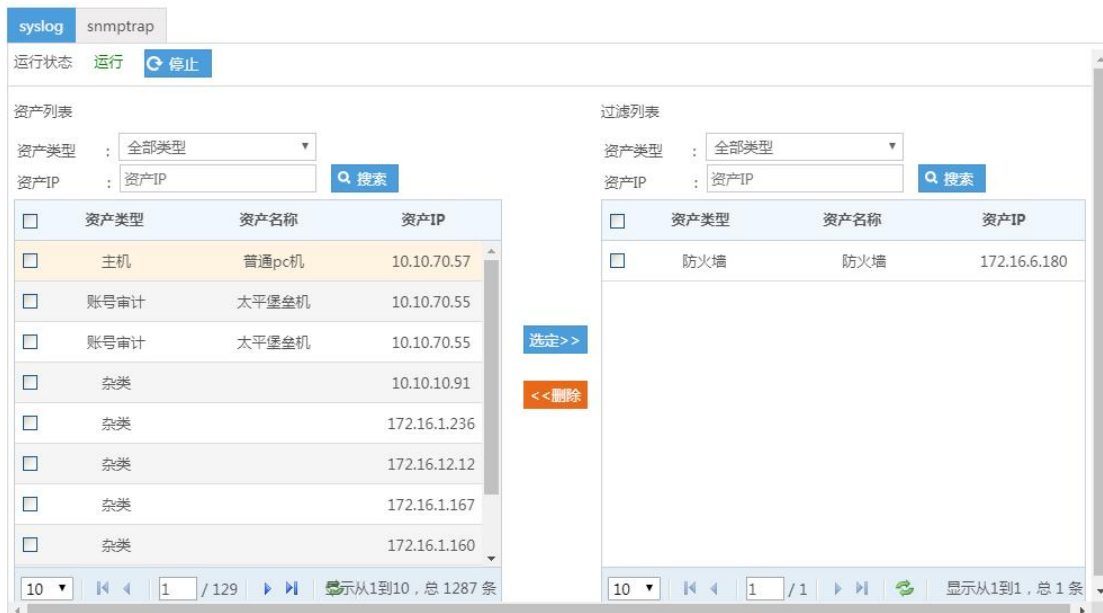 syslog snmptrap
运行状态 运行 停止
资产列表 过滤列表
资产类型 : 全部类型 资产类型 : 全部类型
资产IP : 资产IP 搜索 资产IP : 资产IP 搜索
资产类型 资产名称 资产IP 资产类型 资产名称 资产IP
主机 普通pc机 10.10.70.57 防火墙 防火墙 172.16.6.180
账号审计 太平堡垒机 10.10.70.55
账号审计 太平堡垒机 10.10.70.55
选定>>
杂类 10.10.10.91
<<删除
杂类 172.16.1.236
杂类 172.16.12.12
杂类 172.16.1.167
杂类 172.16.1.160
10 1 / 129 显示从1到10，总 1287 条 10 1 / 1 显示从1到1，总 1 条